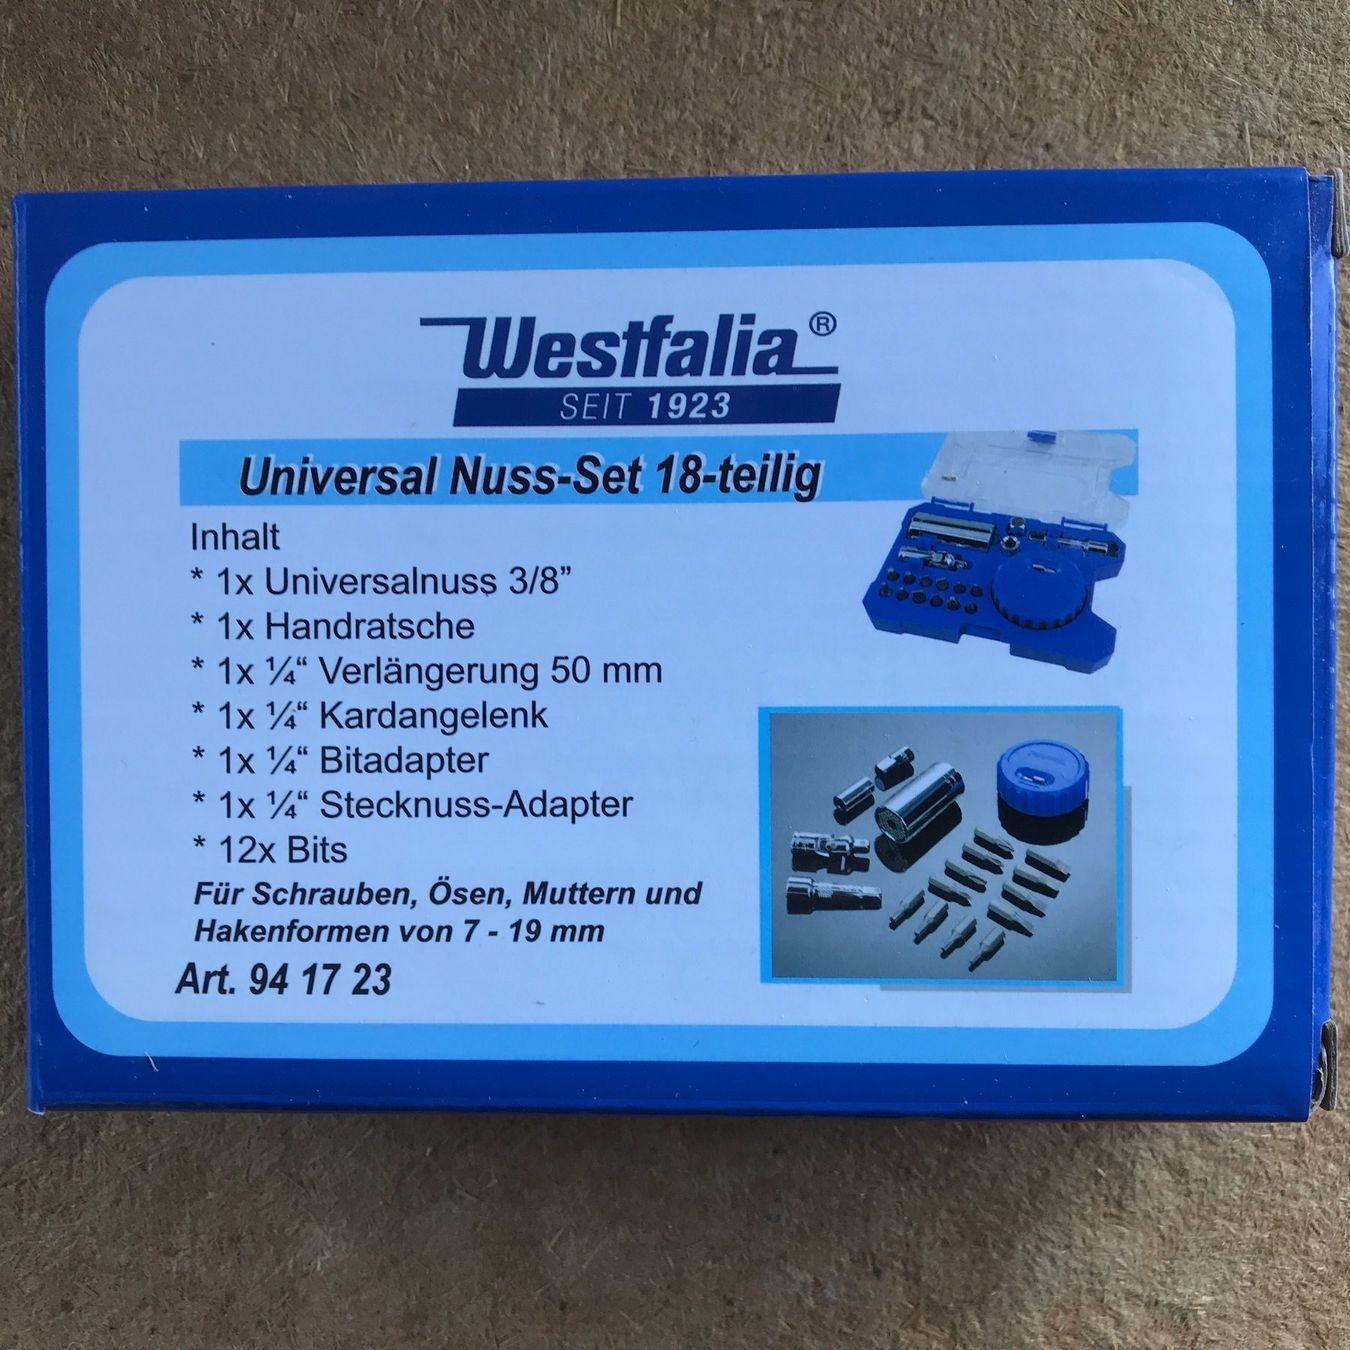 Westfalia®
SEIT 1923
Universal Nuss-Set 18-teilig
Inhalt
* 1x Universalnuss 3/8”
* 1x Handratsche
* 1x ¼“ Verlängerung 50 mm
* 1x ¼“ Kardangelenk
* 1x ¼“ Bitadapter
* 1x ¼“ Stecknuss-Adapter
* 12x Bits
Für Schrauben, Ösen, Muttern und
Hakenformen von 7 - 19 mm
Art. 94 17 23